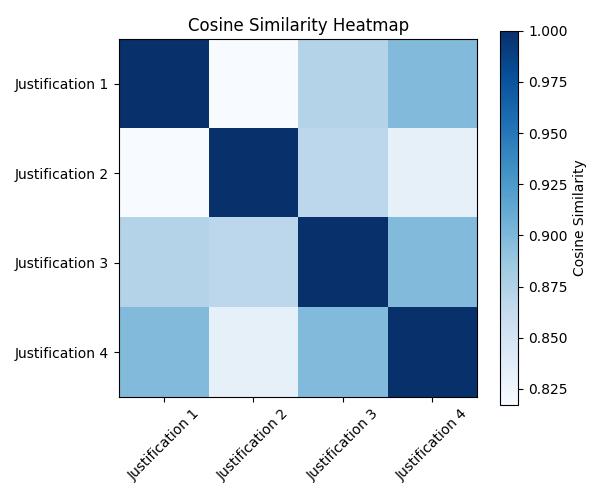 Cosine Similarity Heatmap
Justification 1
Justification 2
Justification 3
Justification 4
Justification 1
Justification 2
Justification 3
Justification 4
1.000
0.975
0.950
0.925
0.900
0.875
0.850
0.825
Cosine Similarity